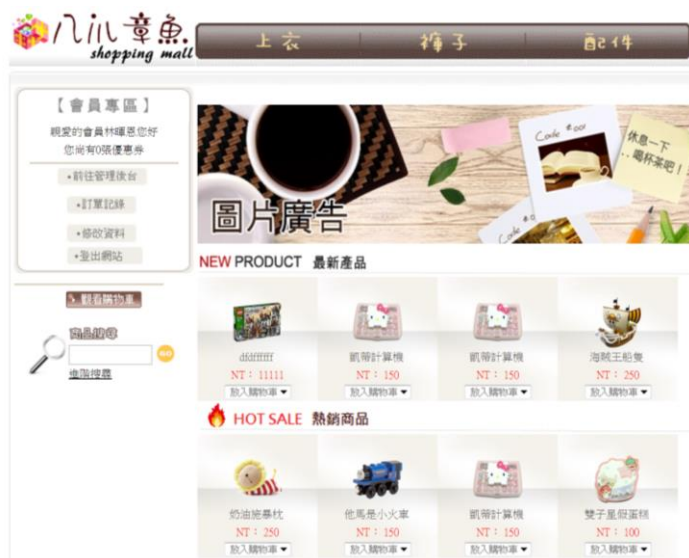 八爪章魚.
shopping mall
上衣
褲子
配件
【會員專區】
親愛的會員林暉恩您好
您尚有0張優惠券
前往管理後台
訂單記錄
修改資料
登出網站
觀看購物車
商品搜尋
GO
進階搜尋
圖片廣告
Code #001
休息一下
..喝杯茶吧!
NEW PRODUCT 最新產品
dfdffffff
凱蒂計算機
凱蒂計算機
海賊王船隻
NT: 11111
NT: 150
NT: 150
NT: 250
放入購物車
放入購物車
放入購物車
放入購物車
HOT SALE 熱銷商品
奶油施暴枕
他馬是小火車
凱蒂計算機
雙子星假蛋糕
NT: 250
NT: 150
NT: 150
NT: 100
放入購物車
放入購物車
放入購物車
放入購物車